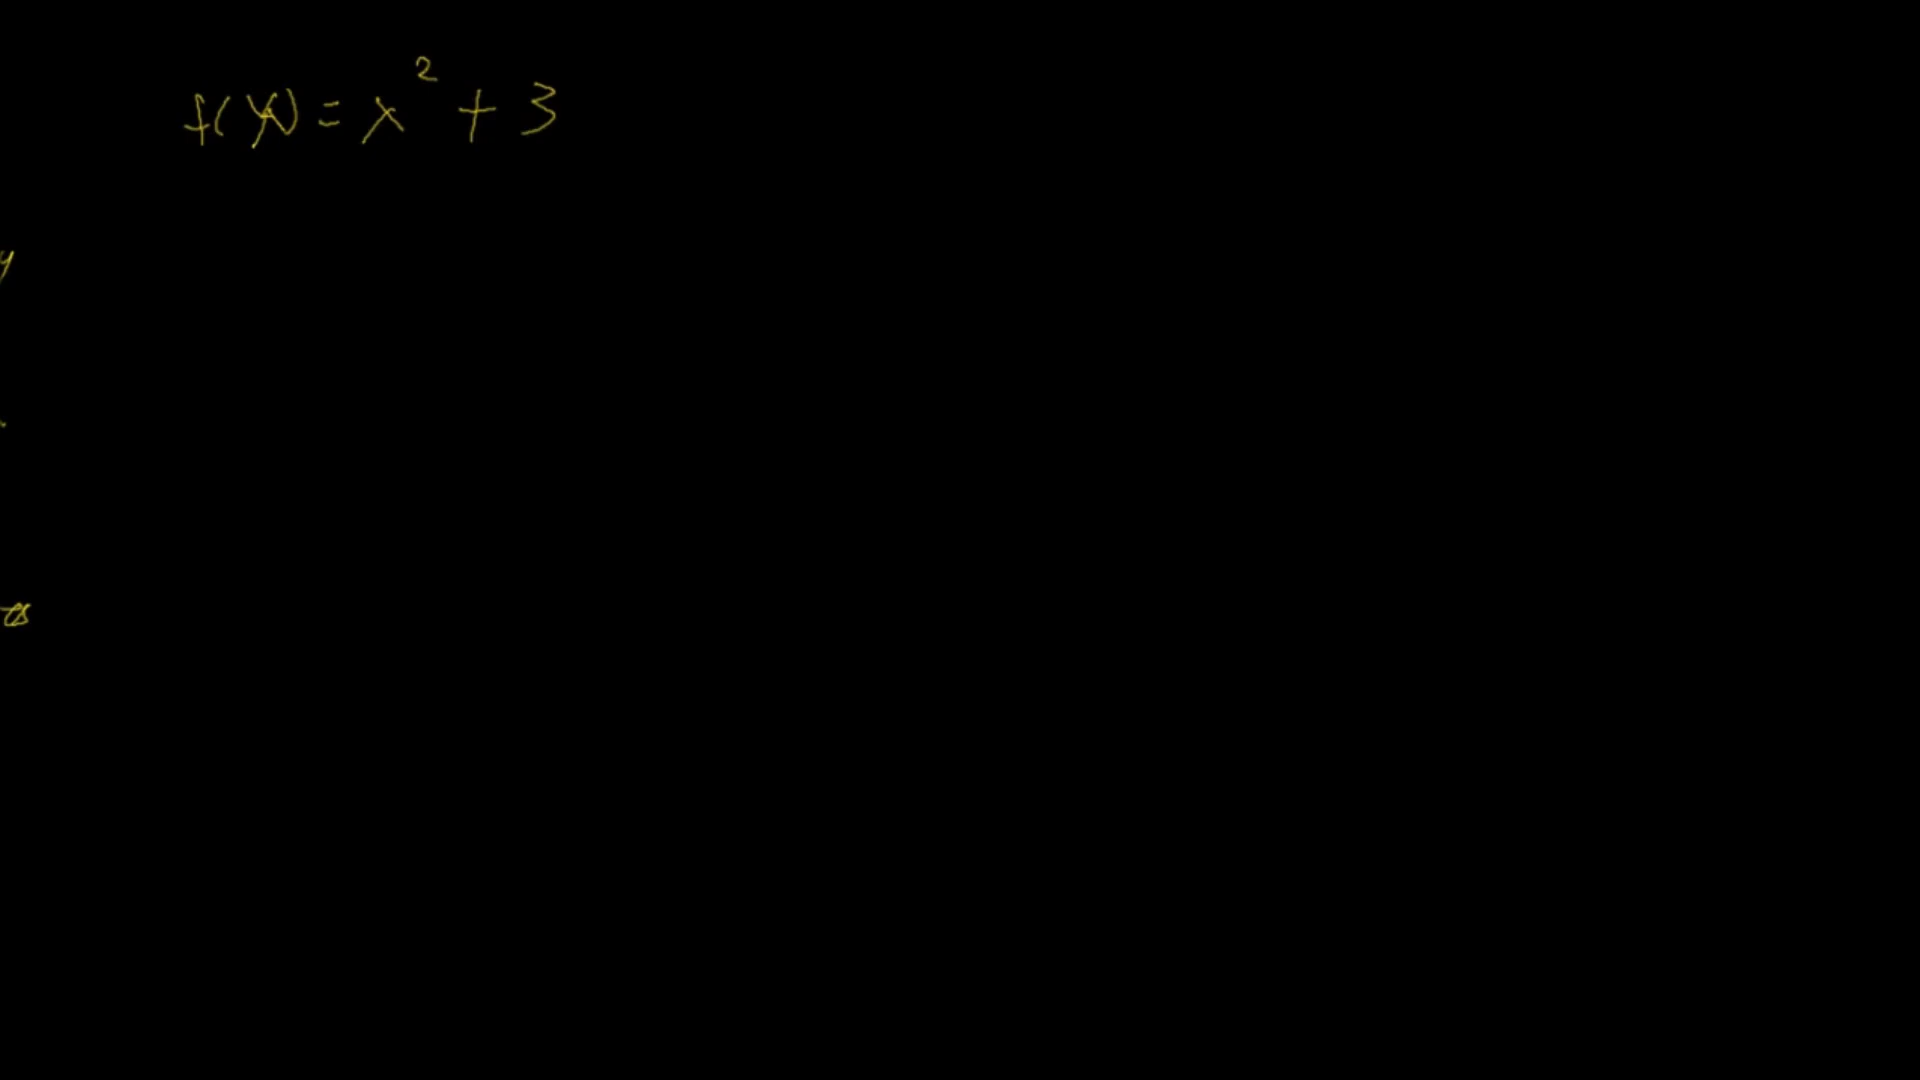 f(x) = x² + 3
y